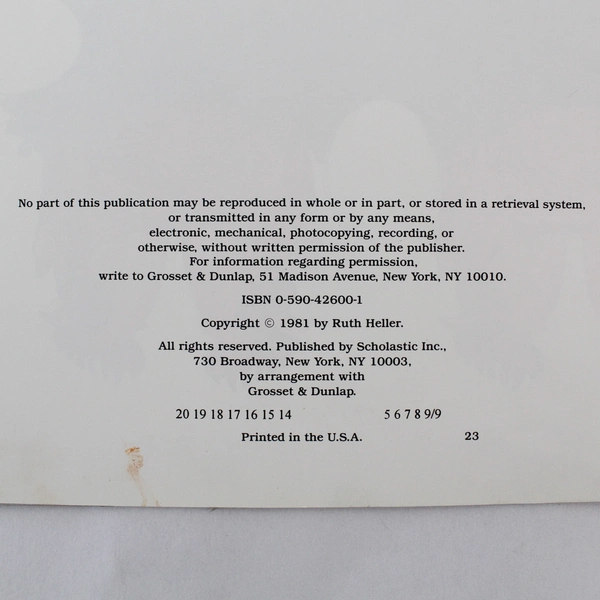 No part of this publication may be reproduced in whole or in part, or stored in a retrieval system,
or transmitted in any form or by any means,
electronic, mechanical, photocopying, recording, or
otherwise, without written permission of the publisher.
For information regarding permission,
write to Grosset & Dunlap, 51 Madison Avenue, New York, NY 10010.
ISBN 0-590-42600-1
Copyright © 1981 by Ruth Heller.
All rights reserved. Published by Scholastic Inc.,
730 Broadway, New York, NY 10003,
by arrangement with
Grosset & Dunlap.
20 19 18 17 16 15 14 5 6 7 8 9/9
Printed in the U.S.A. 23